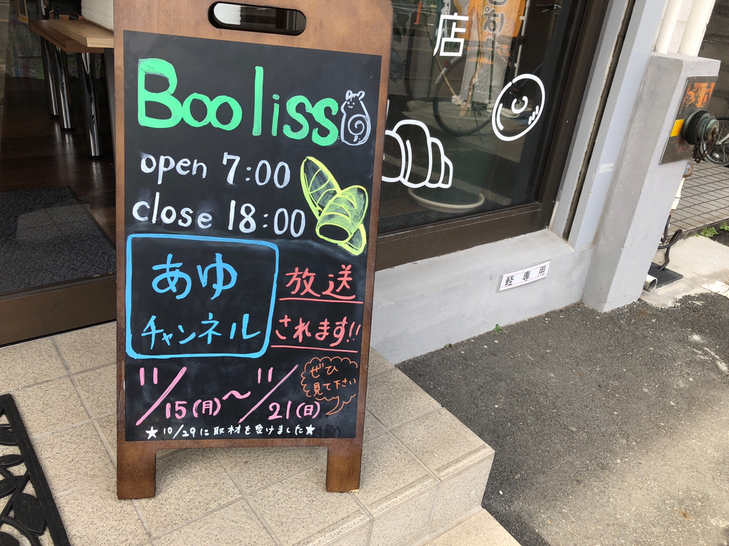 店
Booliss
open 7:00
close 18:00
あゆ
チャンネル
放送
されます!!
11/15(月)～11/21(日)
ぜひ
見て下さい
★10/29に取材を受けました★
軽専用